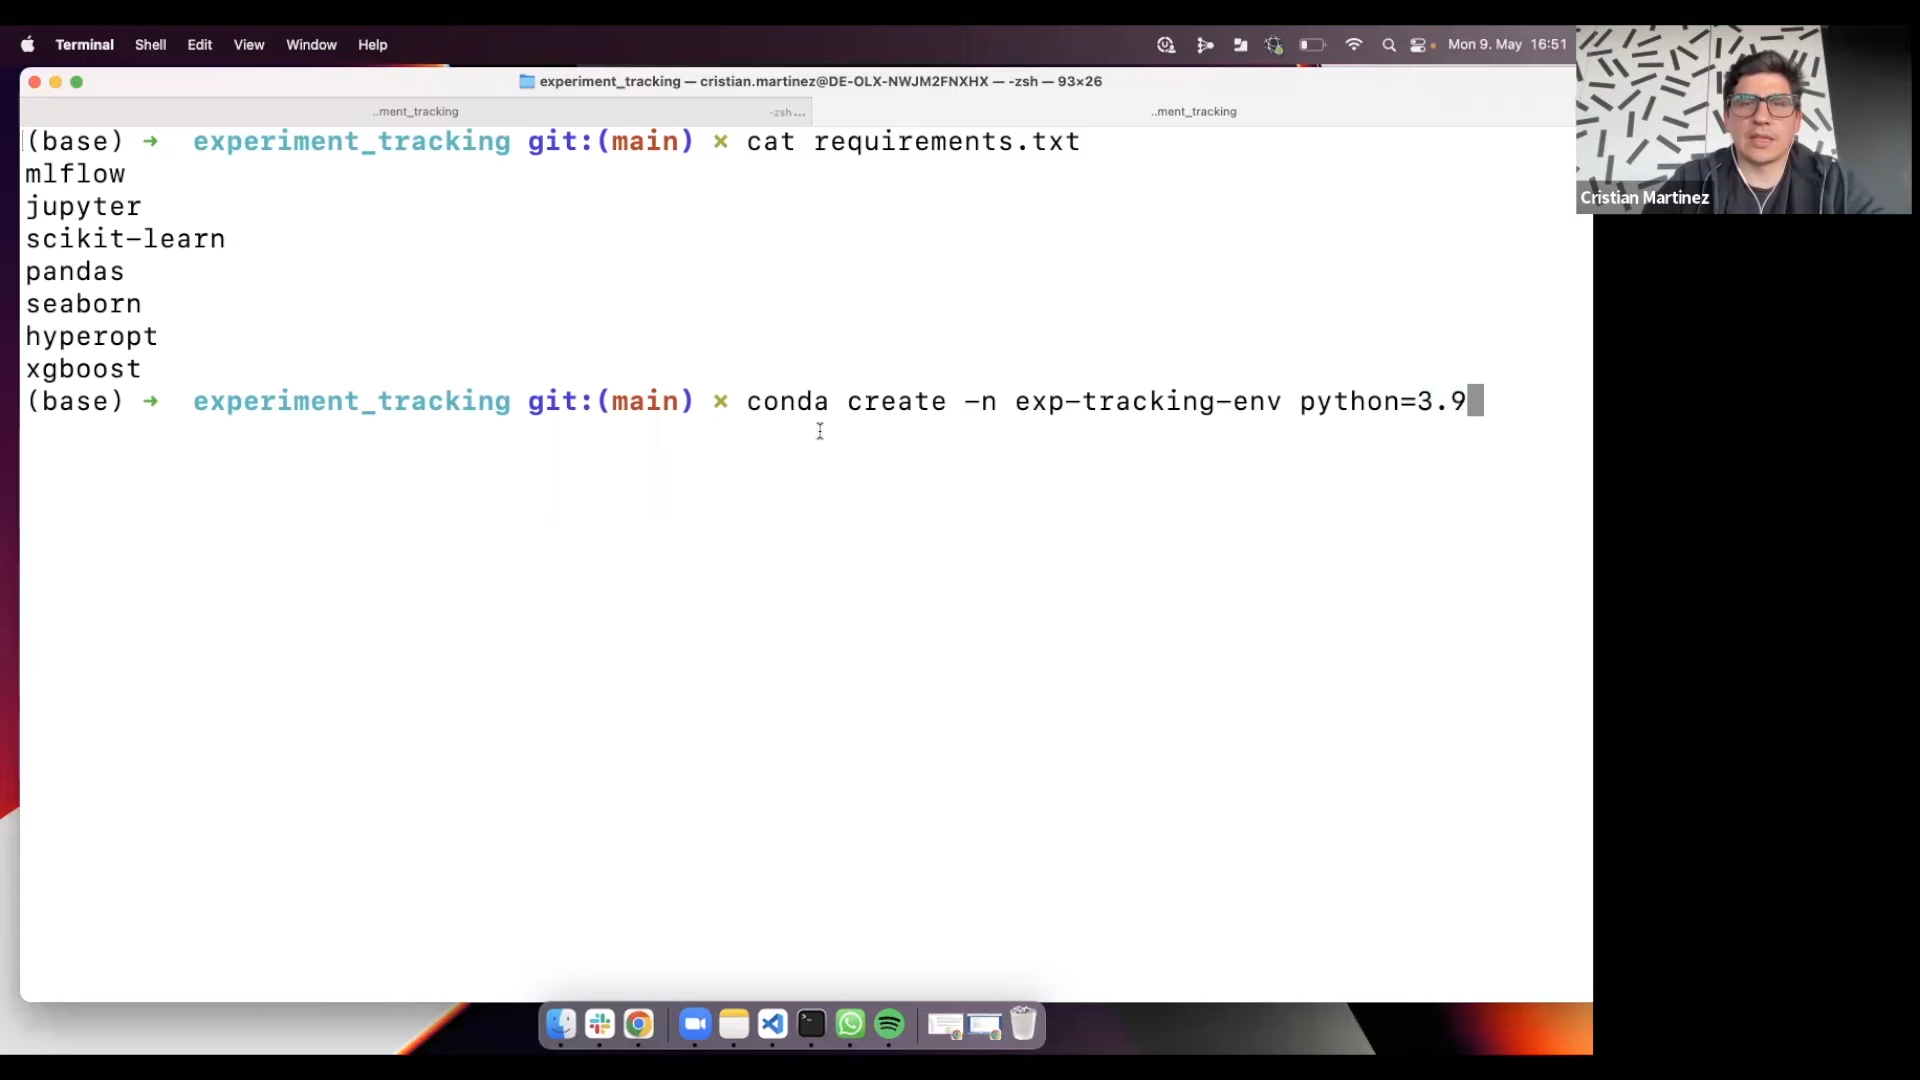 Terminal Shell Edit View Window Help Mon 9. May 16:51
experiment_tracking — cristian.martinez@DE-OLX-NWJM2FNXHX — -zsh — 93×26
..ment_tracking -zsh... ..ment_tracking
(base) ➜ experiment_tracking git:(main) × cat requirements.txt
mlflow
jupyter
scikit-learn
pandas
seaborn
hyperopt
xgboost
(base) ➜ experiment_tracking git:(main) × conda create -n exp-tracking-env python=3.9
Cristian Martinez